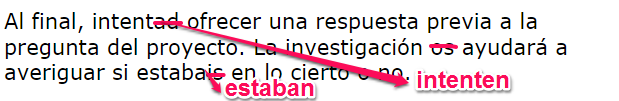 Al final, intentad ofrecer una respuesta previa a la
pregunta del proyecto. La investigación os ayudará a
averiguar si estabais en lo cierto o no. intenten
estaban